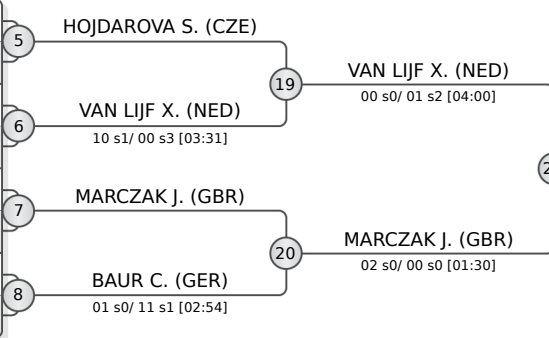 HOJDAROVA S. (CZE)
5
19
VAN LIJF X. (NED)
00 s0/ 01 s2 [04:00]
VAN LIJF X. (NED)
6
10 s1/ 00 s3 [03:31]
MARCZAK J. (GBR)
7
20
MARCZAK J. (GBR)
02 s0/ 00 s0 [01:30]
BAUR C. (GER)
8
01 s0/ 11 s1 [02:54]